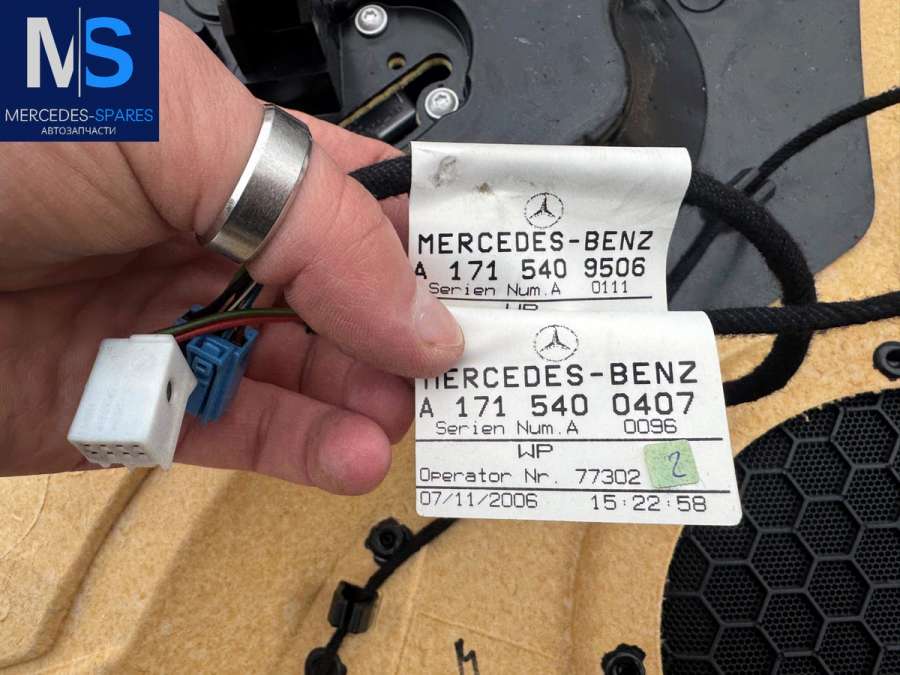 MS
MERCEDES-SPARES
АВТОЗАПЧАСТИ
MERCEDES-BENZ
A 171 540 9506
Serien Num.A 0111
WP
MERCEDES-BENZ
A 171 540 0407
Serien Num.A 0096
WP
2
Operator Nr. 77302
07/11/2006 15:22:58